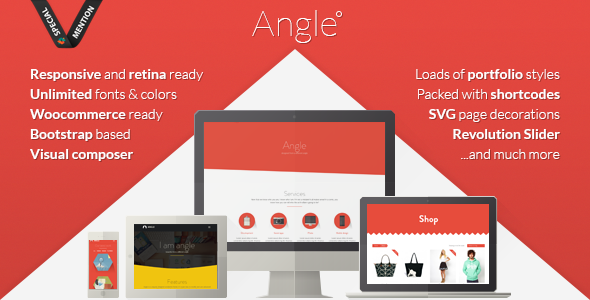 SPECIAL
MENTION
Angle°
Responsive and retina ready
Unlimited fonts & colors
Woocommerce ready
Bootstrap based
Visual composer
Loads of portfolio styles
Packed with shortcodes
SVG page decorations
Revolution Slider
...and much more
Angle
Services
I am angle
Features
Shop